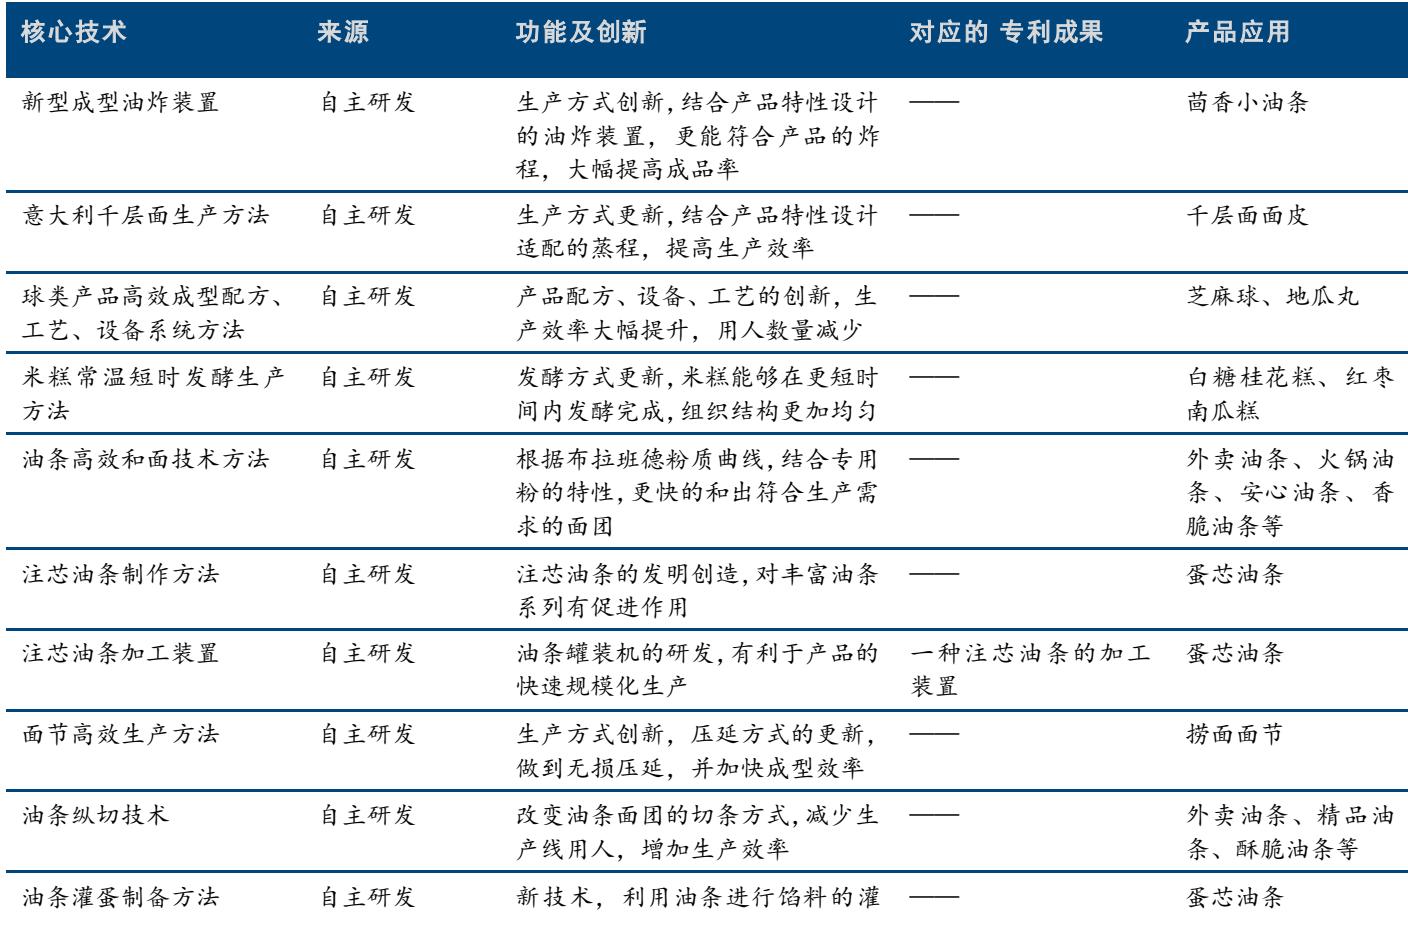 核心技术 来源 功能及创新 对应的 专利成果 产品应用
新型成型油炸装置 自主研发 生产方式创新,结合产品特性设计 —— 茴香小油条
的油炸装置，更能符合产品的炸
程，大幅提高成品率
意大利千层面生产方法 自主研发 生产方式更新,结合产品特性设计 —— 千层面面皮
适配的蒸程，提高生产效率
球类产品高效成型配方、 自主研发 产品配方、设备、工艺的创新，生 —— 芝麻球、地瓜丸
工艺、设备系统方法 产效率大幅提升，用人数量减少
米糕常温短时发酵生产 自主研发 发酵方式更新,米糕能够在更短时 —— 白糖桂花糕、红枣
方法 间内发酵完成,组织结构更加均匀 南瓜糕
油条高效和面技术方法 自主研发 根据布拉班德粉质曲线,结合专用 —— 外卖油条、火锅油
粉的特性,更快的和出符合生产需 条、安心油条、香
求的面团 脆油条等
注芯油条制作方法 自主研发 注芯油条的发明创造,对丰富油条 —— 蛋芯油条
系列有促进作用
注芯油条加工装置 自主研发 油条罐装机的研发,有利于产品的 一种注芯油条的加工 蛋芯油条
快速规模化生产 装置
面节高效生产方法 自主研发 生产方式创新，压延方式的更新， —— 捞面面节
做到无损压延，并加快成型效率
油条纵切技术 自主研发 改变油条面团的切条方式,减少生 —— 外卖油条、精品油
产线用人，增加生产效率 条、酥脆油条等
油条灌蛋制备方法 自主研发 新技术，利用油条进行馅料的灌 —— 蛋芯油条